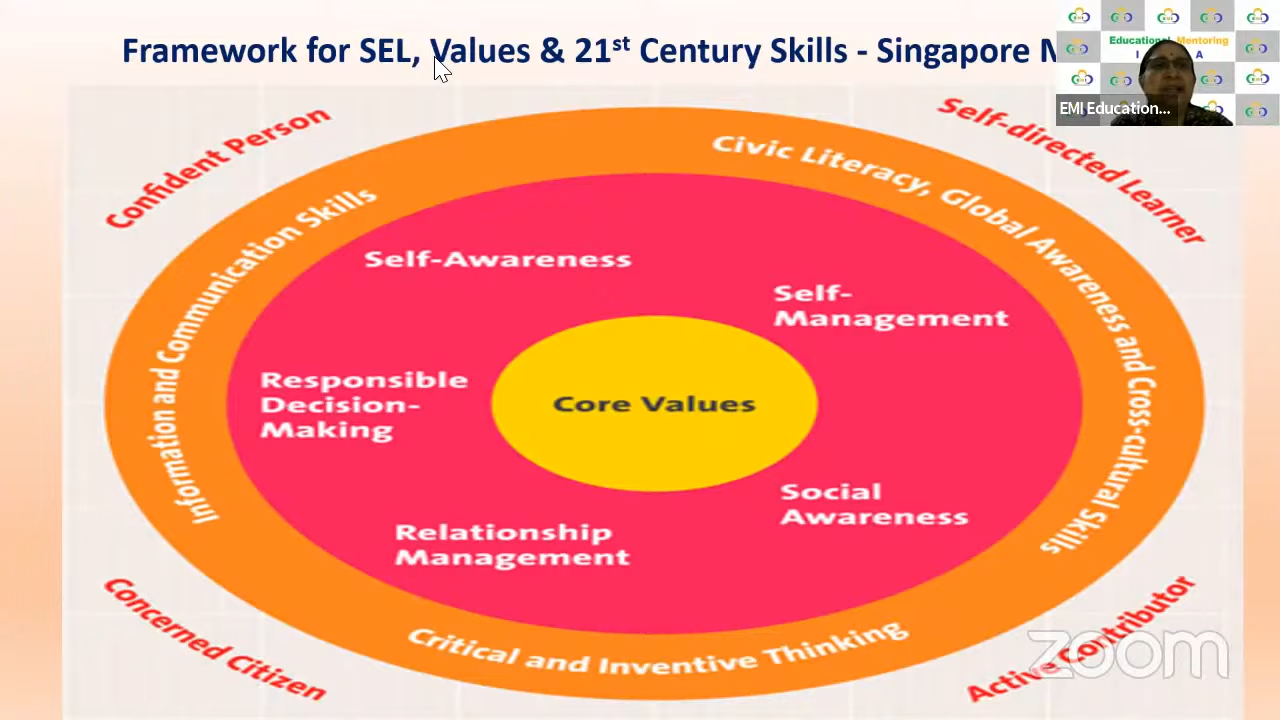 Framework for SEL, Values & 21st Century Skills - Singapore
Educational Mentoring
EMI Education...
Confident Person
Self-directed Learner
Information and Communication Skills
Civic Literacy, Global Awareness and Cross-cultural Skills
Self-Awareness
Self-
Management
Responsible
Decision-
Making
Core Values
Social
Awareness
Relationship
Management
Critical and Inventive Thinking
Concerned Citizen
Active Contributor
zoom